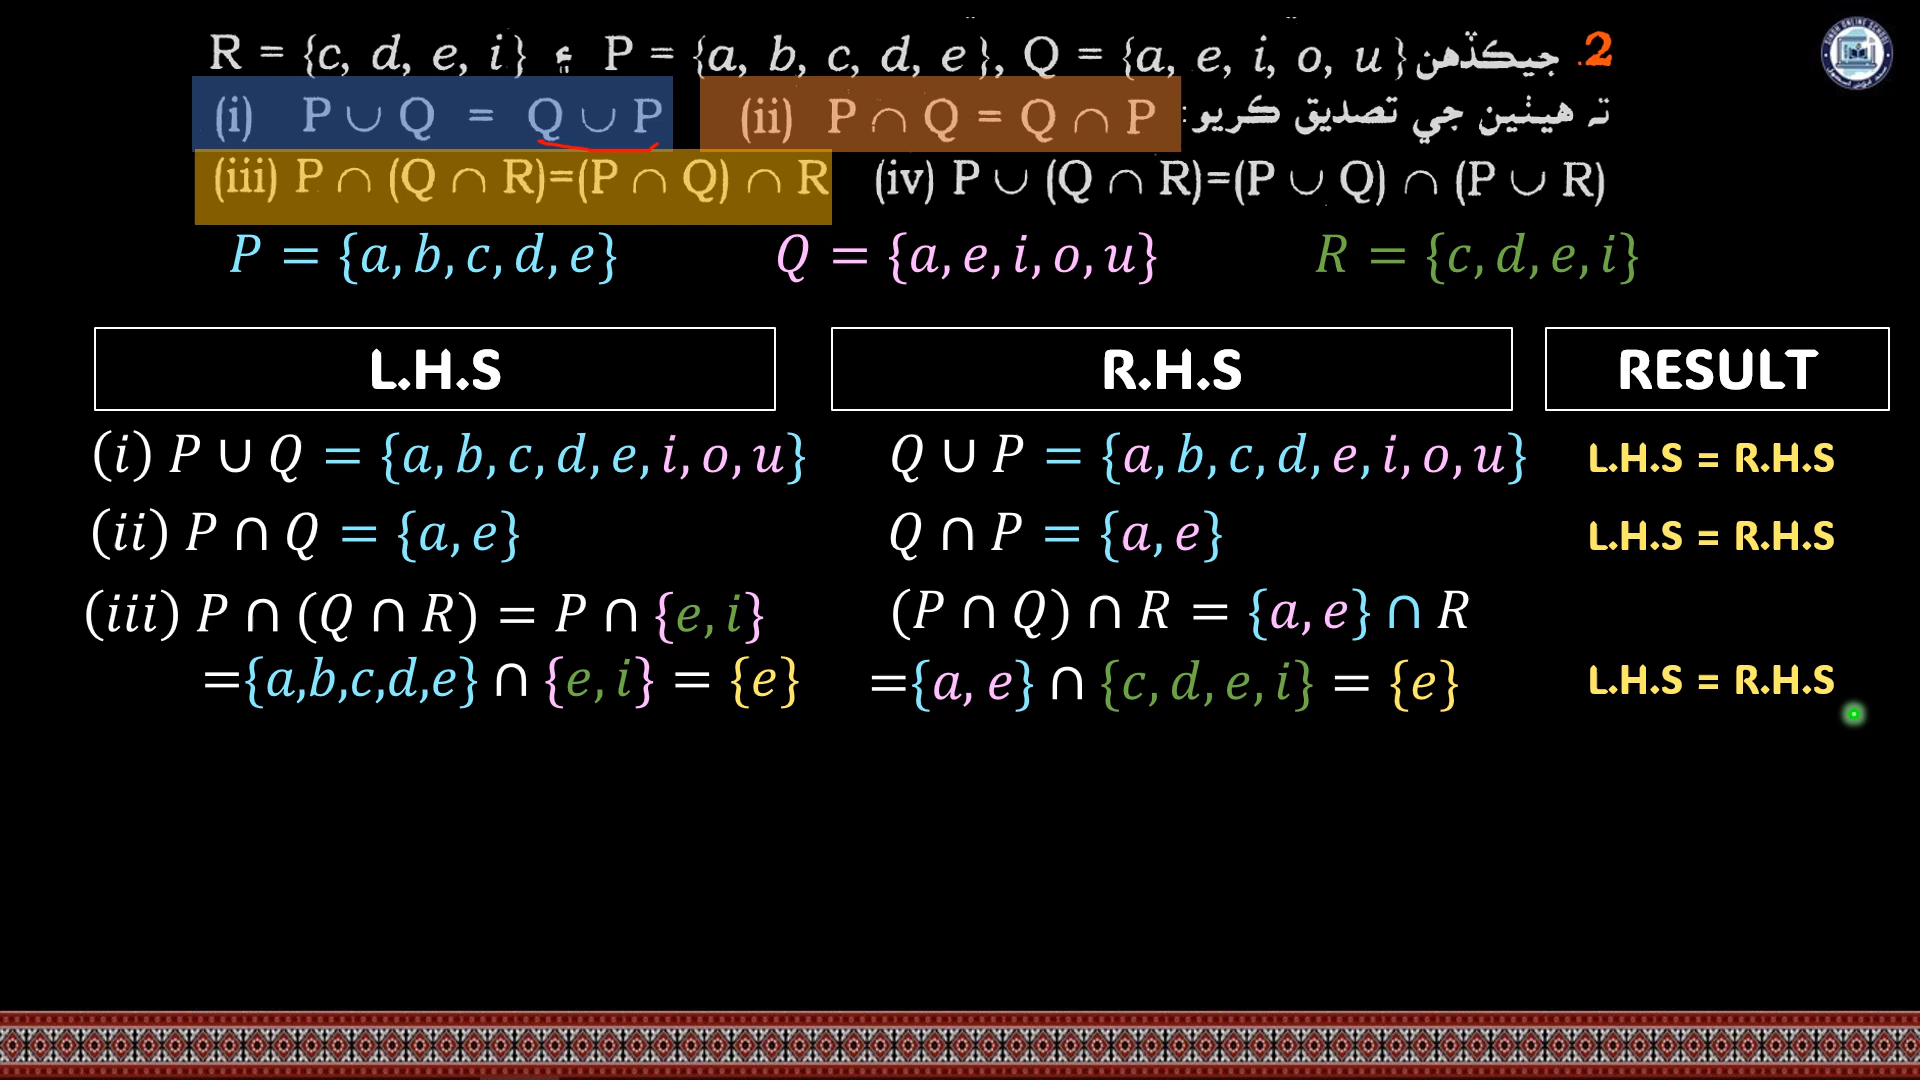 2. جيڪڏهن P = {a, b, c, d, e}, Q = {a, e, i, o, u} ۽ R = {c, d, e, i}
ته هيٺين جي تصديق ڪريو:
(i) P ∪ Q = Q ∪ P (ii) P ∩ Q = Q ∩ P
(iii) P ∩ (Q ∩ R)=(P ∩ Q) ∩ R (iv) P ∪ (Q ∩ R)=(P ∪ Q) ∩ (P ∪ R)
P = {a, b, c, d, e} Q = {a, e, i, o, u} R = {c, d, e, i}
L.H.S R.H.S RESULT
(i) P ∪ Q = {a, b, c, d, e, i, o, u} Q ∪ P = {a, b, c, d, e, i, o, u} L.H.S = R.H.S
(ii) P ∩ Q = {a, e} Q ∩ P = {a, e} L.H.S = R.H.S
(iii) P ∩ (Q ∩ R) = P ∩ {e, i} (P ∩ Q) ∩ R = {a, e} ∩ R
={a,b,c,d,e} ∩ {e, i} = {e} ={a, e} ∩ {c, d, e, i} = {e} L.H.S = R.H.S